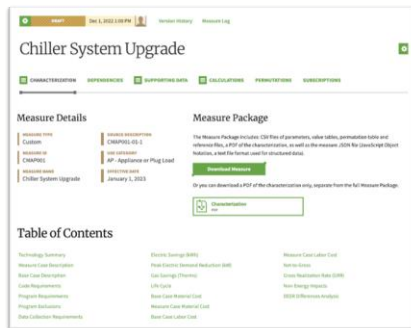 DRAFT
Dec 1, 2022 1:55 PM
Version History Measure Log
Chiller System Upgrade
CHARACTERIZATION DEPENDENCIES SUPPORTING DATA CALCULATIONS PERMUTATIONS SUBSCRIPTIONS
Measure Details
MEASURE TYPE
Custom
MEASURE ID
CMAP001
MEASURE NAME
Chiller System Upgrade
SOURCE DESCRIPTION
CMAP001-01-1
USE CATEGORY
AP - Appliance or Plug Load
EFFECTIVE DATE
January 1, 2023
Measure Package
The Measure Package includes: CSV files of parameters, value tables, permutation table and
reference files, a PDF of the characterization, as well as the measure JSON file (JavaScript Object
Notation, a text file format used for structured data).
Download Measure
Or you can download a PDF of the characterization only, separate from the full Measure Package
Characterization
Table of Contents
Technology Summary
Measure Case Description
Base Case Description
Code Requirements
Program Requirements
Program Exclusions
Data Collection Requirements
Electric Savings (kWh)
Peak Electric Demand Reduction (kW)
Gas Savings (Therms)
Life Cycle
Base Case Material Cost
Measure Case Material Cost
Base Case Labor Cost
Measure Case Labor Cost
Net-to-Gross
Gross Realization Rate (GRR)
Non-Energy Impacts
DEER Differences Analysis